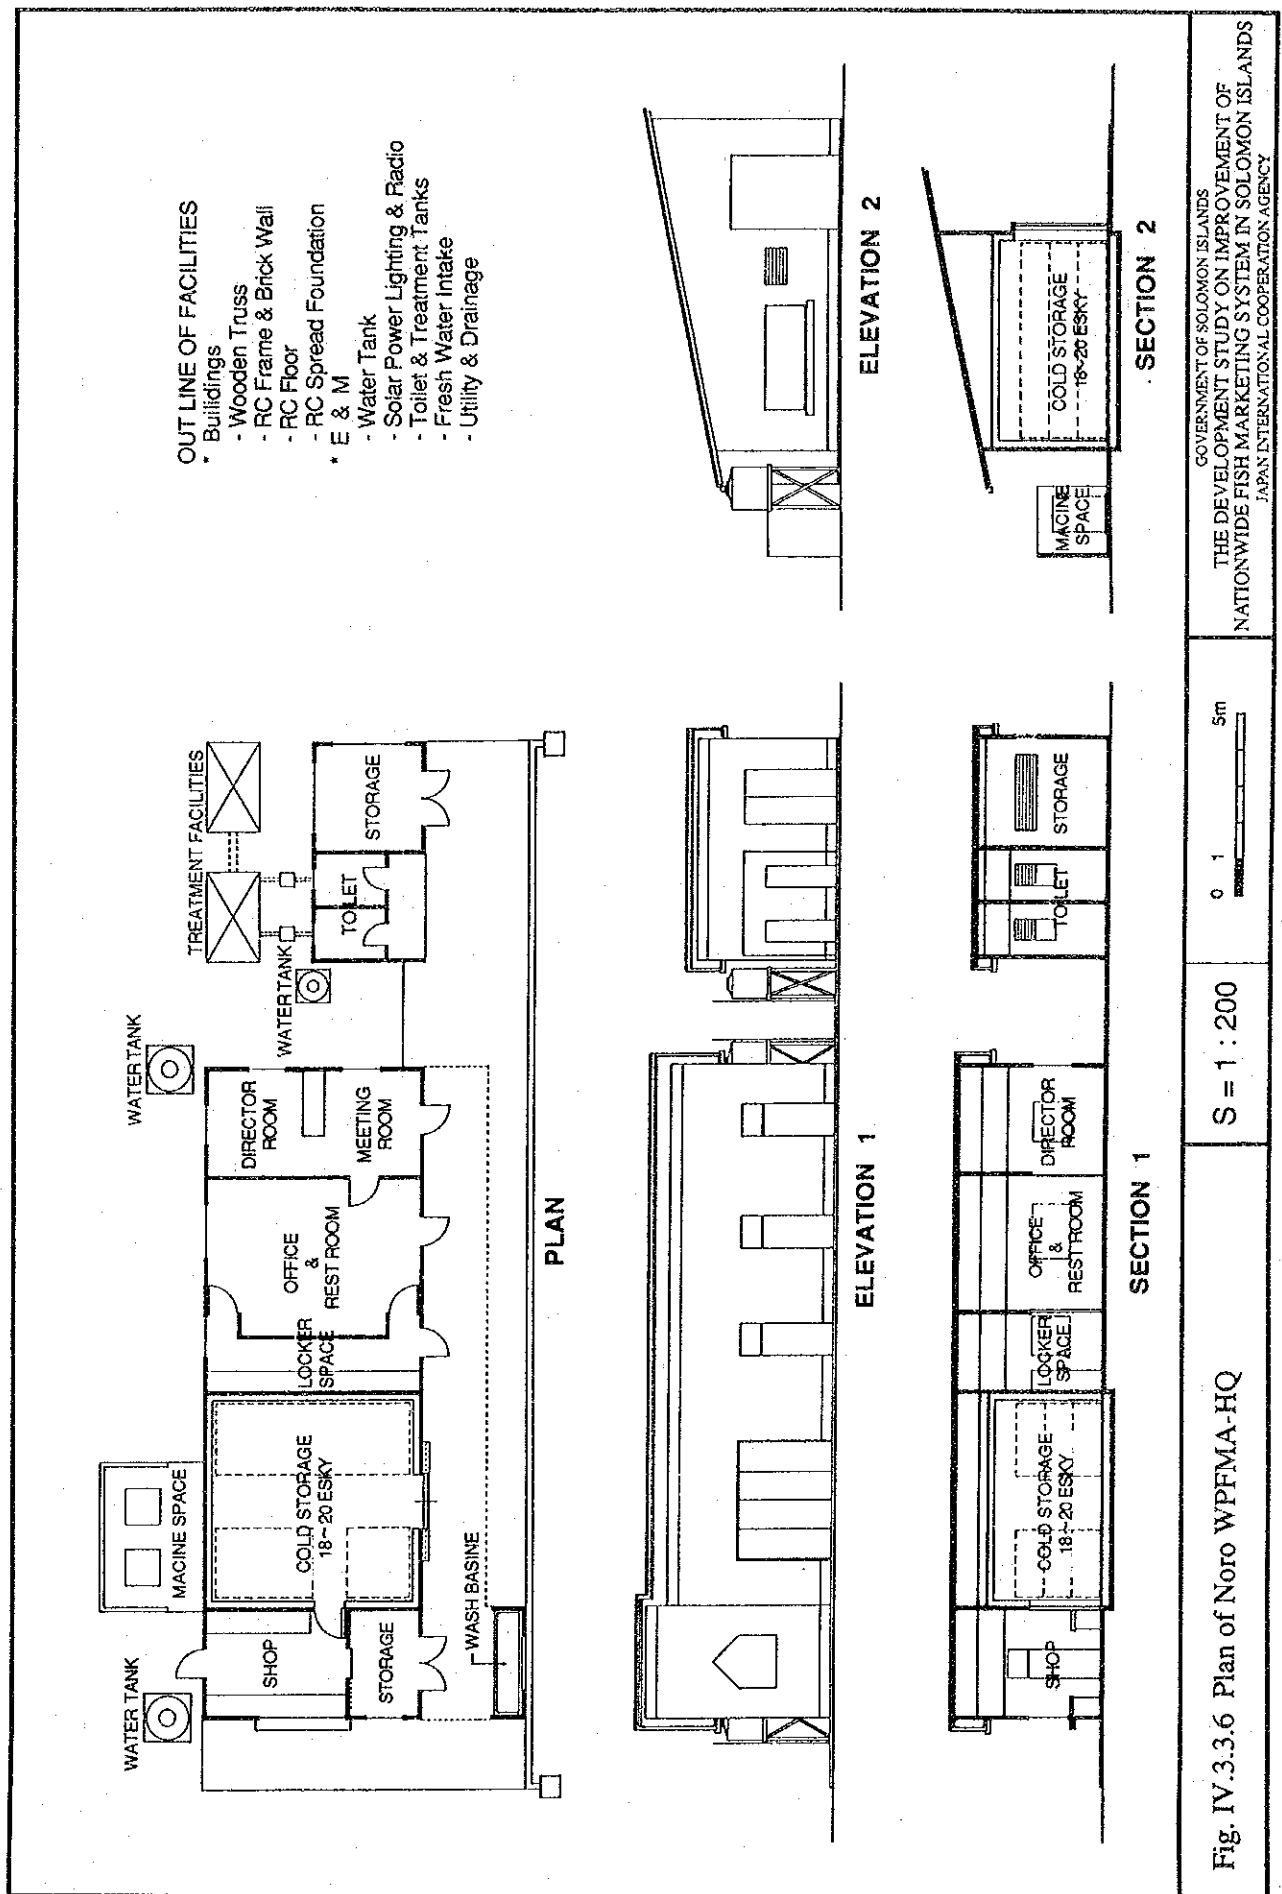 OUT LINE OF FACILITIES
* Buildings
- Wooden Truss
- RC Frame & Brick Wall
- RC Floor
- RC Spread Foundation
* E & M
- Water Tank
- Solar Power Lighting & Radio
- Toilet & Treatment Tanks
- Fresh Water Intake
- Utility & Drainage
WATER TANK
MACINE SPACE
WATER TANK
WATER TANK
TREATMENT FACILITIES
SHOP
STORAGE
COLD STORAGE
18~20 ESKY
LOCKER
SPACE
OFFICE
&
REST ROOM
DIRECTOR
ROOM
MEETING
ROOM
TOILET
STORAGE
WASH BASINE
PLAN
ELEVATION 1
ELEVATION 2
SHOP
COLD STORAGE
18~20 ESKY
LOCKER
SPACE
OFFICE
&
REST ROOM
DIRECTOR
ROOM
TOILET
STORAGE
SECTION 1
MACINE
SPACE
COLD STORAGE
18~20 ESKY
SECTION 2
Fig. IV.3.3.6 Plan of Noro WPFMA-HQ
S = 1 : 200
0 1 5m
GOVERNMENT OF SOLOMON ISLANDS
THE DEVELOPMENT STUDY ON IMPROVEMENT OF
NATIONWIDE FISH MARKETING SYSTEM IN SOLOMON ISLANDS
JAPAN INTERNATIONAL COOPERATION AGENCY